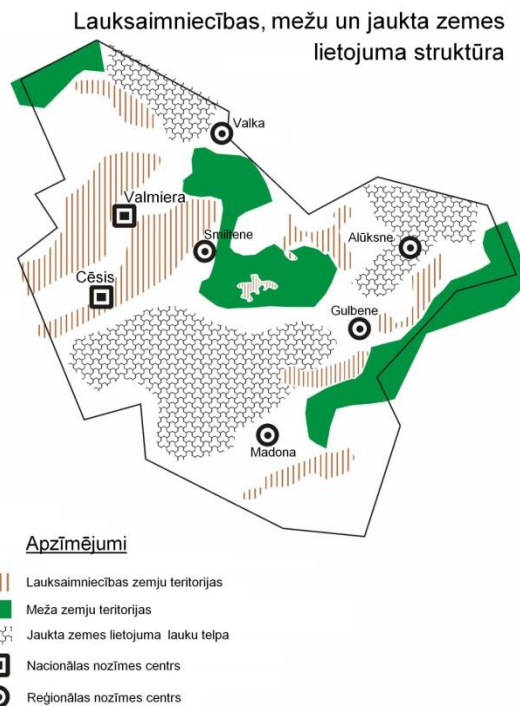 Lauksaimniecības, mežu un jaukta zemes
lietojuma struktūra
Valka
Valmiera
Smiltene
Alūksne
Cēsis
Gulbene
Madona
Apzīmējumi
Lauksaimniecības zemju teritorijas
Meža zemju teritorijas
Jaukta zemes lietojuma lauku telpa
Nacionālas nozīmes centrs
Reģionālas nozīmes centrs